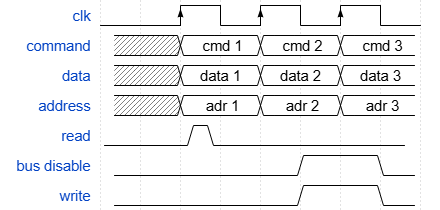 clk
command cmd 1 cmd 2 cmd 3
data data 1 data 2 data 3
address adr 1 adr 2 adr 3
read
bus disable
write